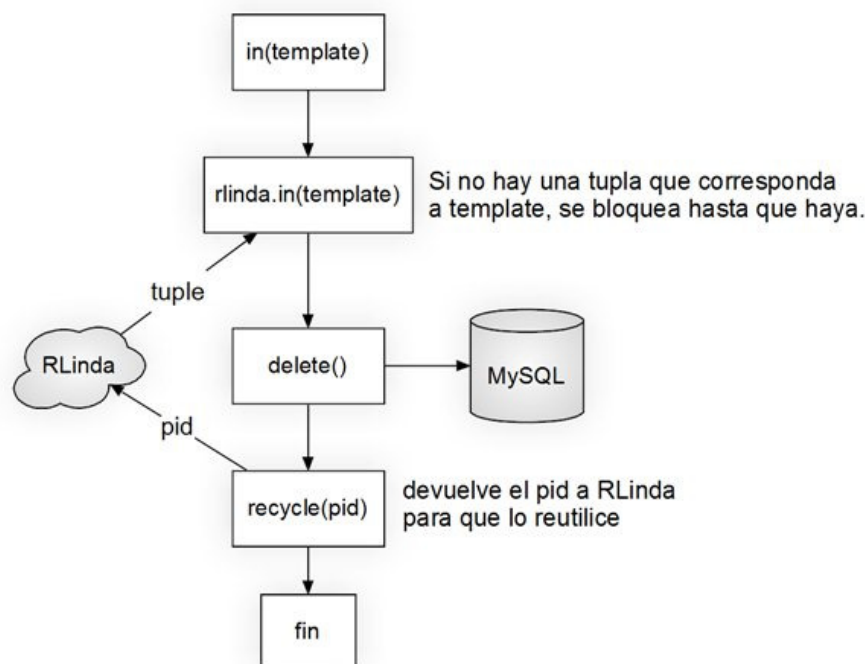 in(template)
rlinda.in(template)
Si no hay una tupla que corresponda
a template, se bloquea hasta que haya.
tuple
RLinda
delete()
MySQL
pid
recycle(pid)
devuelve el pid a RLinda
para que lo reutilice
fin